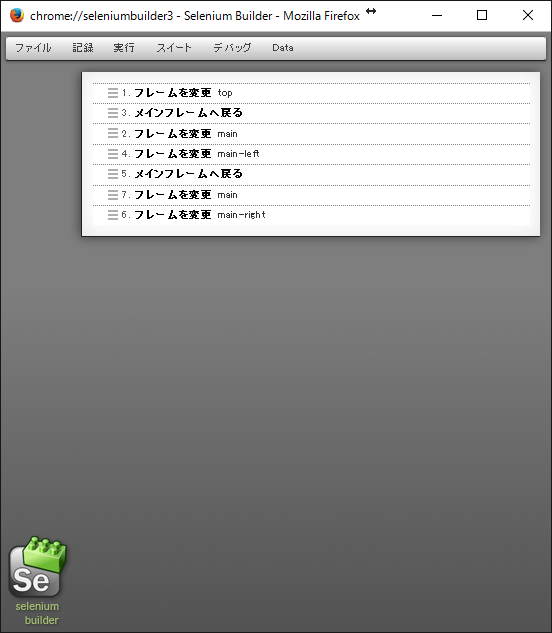 chrome://seleniumbuilder3 - Selenium Builder - Mozilla Firefox
ファイル 記録 実行 スイート デバッグ Data
1. フレームを変更 top
3. メインフレームへ戻る
2. フレームを変更 main
4. フレームを変更 main-left
5. メインフレームへ戻る
7. フレームを変更 main
6. フレームを変更 main-right
Se
selenium
builder